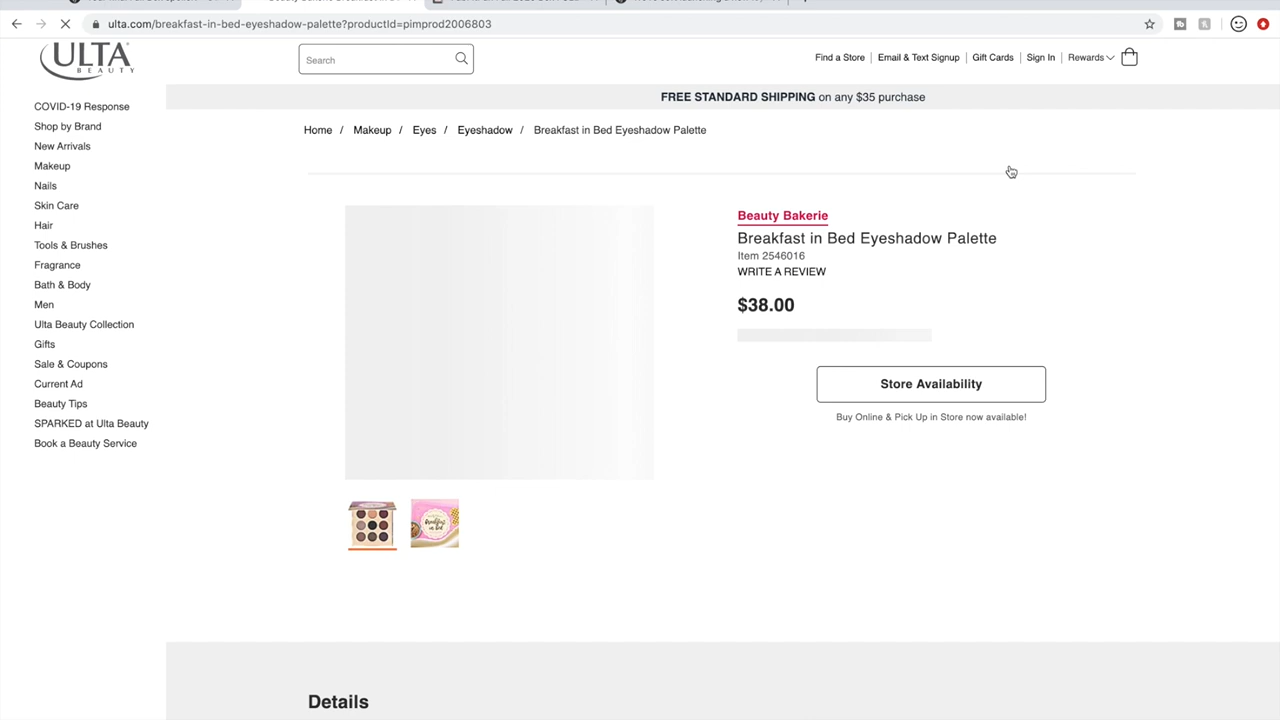 ulta.com/breakfast-in-bed-eyeshadow-palette?productId=pimprod2006803
ULTA
BEAUTY
Search
Find a Store
Email & Text Signup
Gift Cards
Sign In
Rewards
FREE STANDARD SHIPPING on any $35 purchase
COVID-19 Response
Shop by Brand
New Arrivals
Makeup
Nails
Skin Care
Hair
Tools & Brushes
Fragrance
Bath & Body
Men
Ulta Beauty Collection
Gifts
Sale & Coupons
Current Ad
Beauty Tips
SPARKED at Ulta Beauty
Book a Beauty Service
Home / Makeup / Eyes / Eyeshadow / Breakfast in Bed Eyeshadow Palette
Beauty Bakerie
Breakfast in Bed Eyeshadow Palette
Item 2546016
WRITE A REVIEW
$38.00
Store Availability
Buy Online & Pick Up in Store now available!
Details